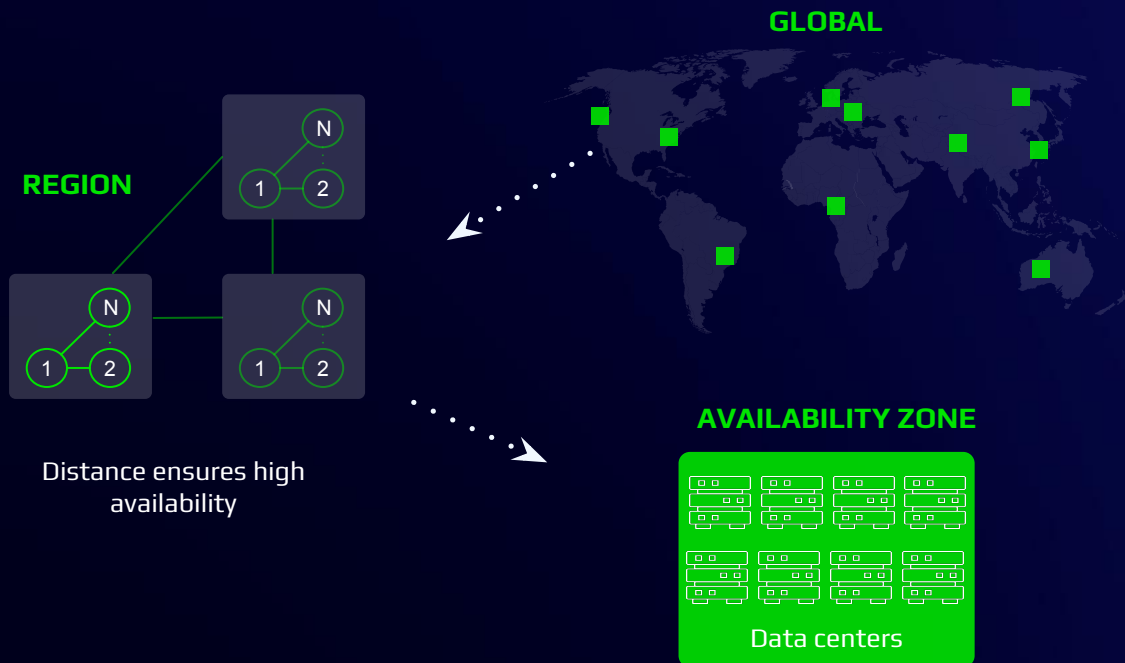 GLOBAL
REGION
N
1
2
N
1
2
N
1
2
Distance ensures high
availability
AVAILABILITY ZONE
Data centers